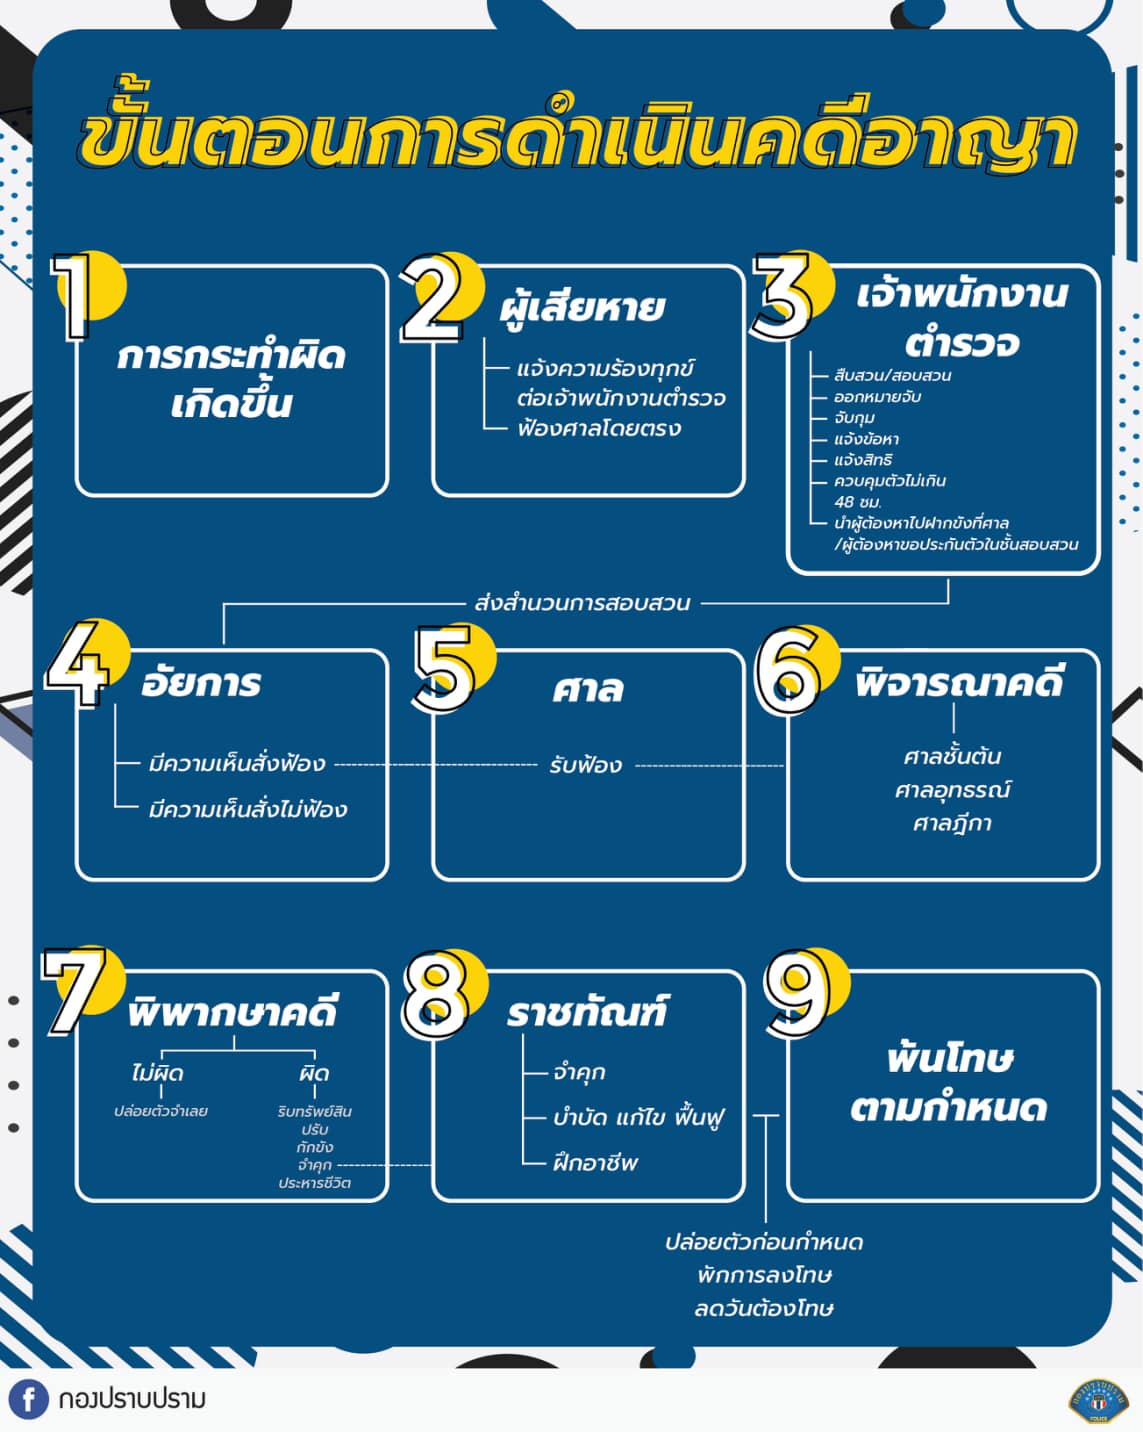 ขั้นตอนการดำเนินคดีอาญา
1
การกระทำผิด
เกิดขึ้น
2
ผู้เสียหาย
แจ้งความร้องทุกข์
ต่อเจ้าพนักงานตำรวจ
ฟ้องศาลโดยตรง
3
เจ้าพนักงาน
ตำรวจ
สืบสวน/สอบสวน
ออกหมายจับ
จับกุม
แจ้งข้อหา
แจ้งสิทธิ
ควบคุมตัวไม่เกิน
48 ชม.
นำผู้ต้องหาไปฝากขังที่ศาล
/ผู้ต้องหาขอประกันตัวในชั้นสอบสวน
ส่งสำนวนการสอบสวน
4
อัยการ
มีความเห็นสั่งฟ้อง
มีความเห็นสั่งไม่ฟ้อง
5
ศาล
รับฟ้อง
6
พิจารณาคดี
ศาลชั้นต้น
ศาลอุทธรณ์
ศาลฎีกา
7
พิพากษาคดี
ไม่ผิด
ปล่อยตัวจำเลย
ผิด
ริบทรัพย์สิน
ปรับ
กักขัง
จำคุก
ประหารชีวิต
8
ราชทัณฑ์
จำคุก
บำบัด แก้ไข ฟื้นฟู
ฝึกอาชีพ
9
พ้นโทษ
ตามกำหนด
ปล่อยตัวก่อนกำหนด
พักการลงโทษ
ลดวันต้องโทษ
f กองปราบปราม
กองปราบปราม
POLICE